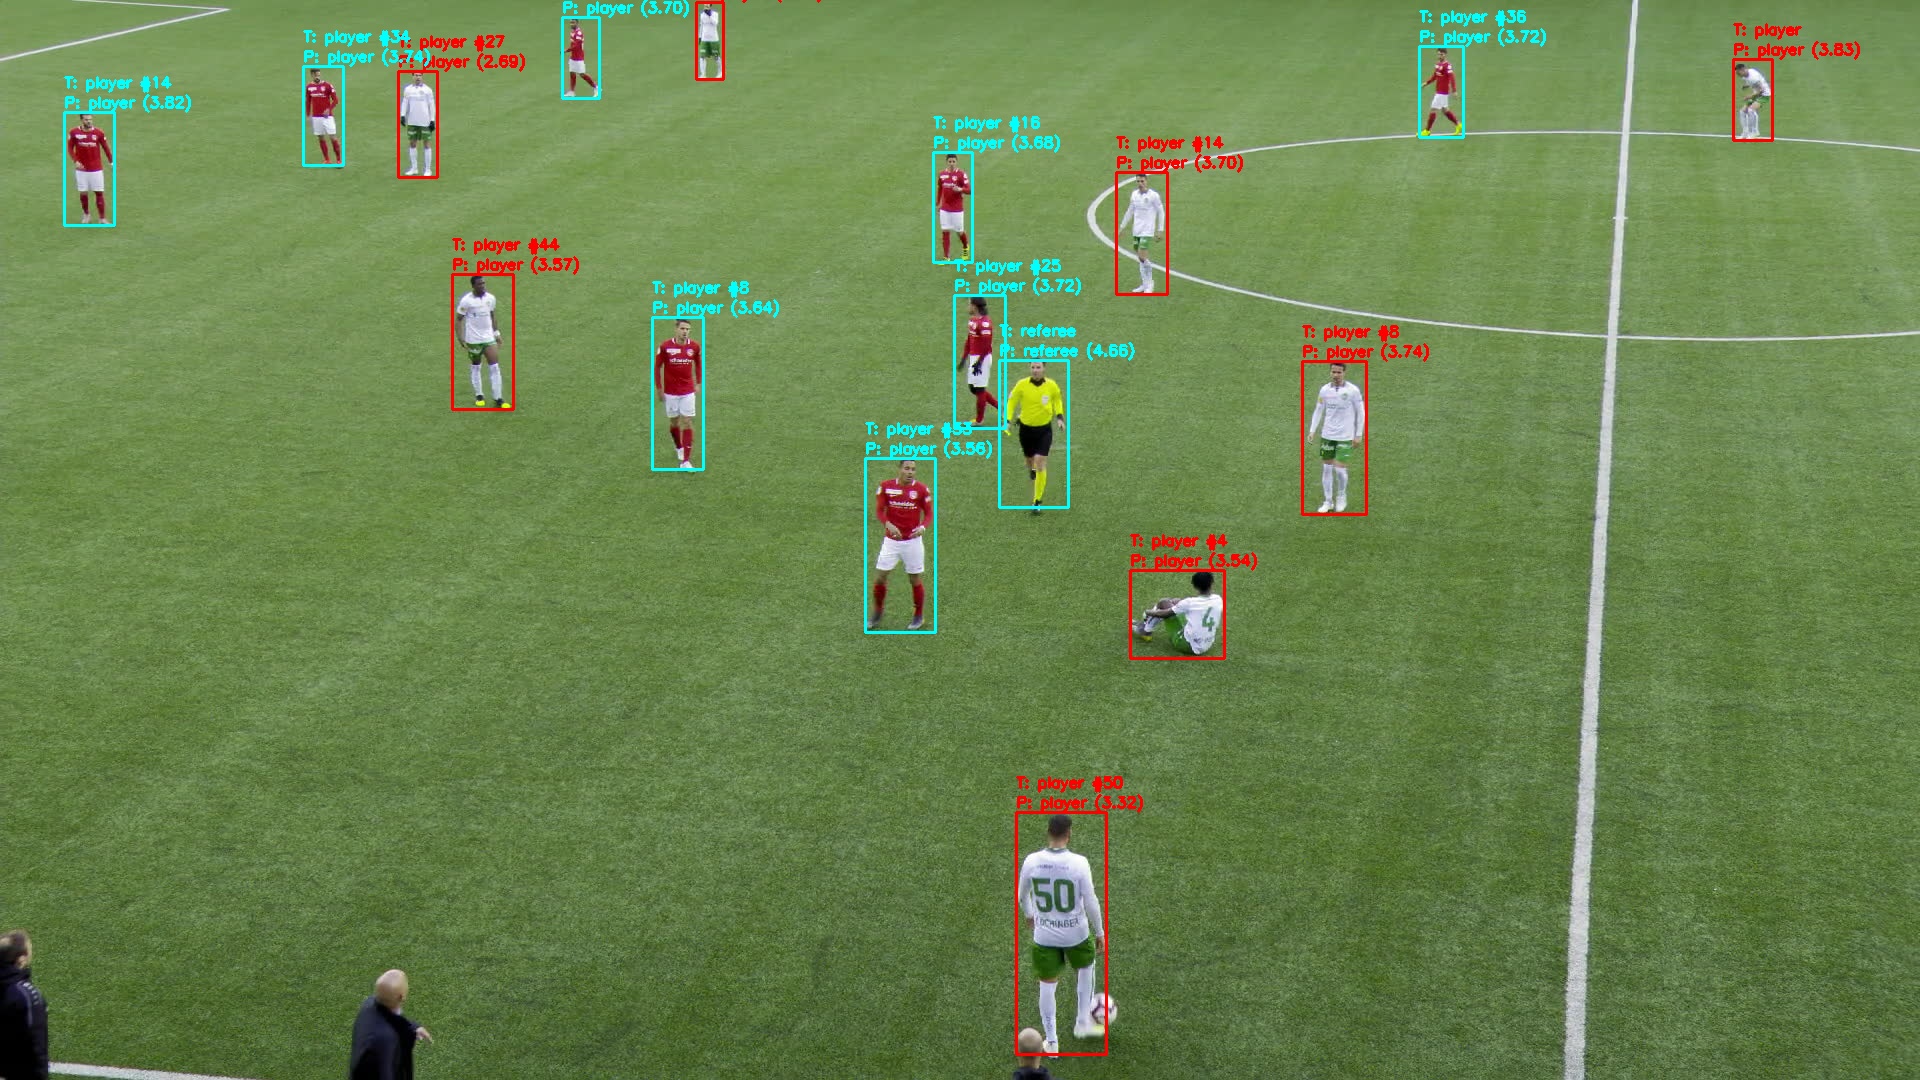 P: player (3.70)
T: player #36
P: player (3.72)
T: player
P: player (3.83)
T: player #34
P: player (3.74)
T: player #27
P: player (2.69)
T: player #14
P: player (3.82)
T: player #16
P: player (3.68)
T: player #14
P: player (3.70)
T: player #44
P: player (3.57)
T: player #8
P: player (3.64)
T: player #25
P: player (3.72)
T: referee
P: referee (4.66)
T: player #8
P: player (3.74)
T: player
P: player (3.56)
T: player #4
P: player (3.54)
4
T: player #50
P: player (3.32)
50